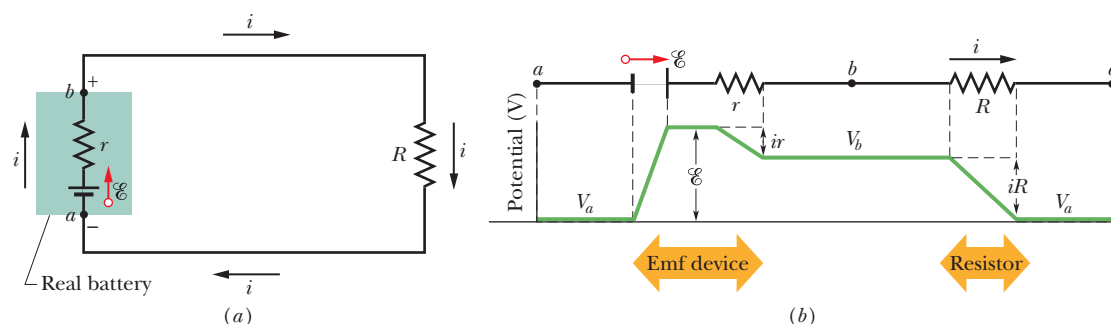 i
b
+
r
i
ℰ
R
i
a
−
Real battery
i
(a)
Potential (V)
i
ℰ
a
b
a
r
R
ir
V_b
ℰ
iR
V_a
V_a
Emf device
Resistor
(b)